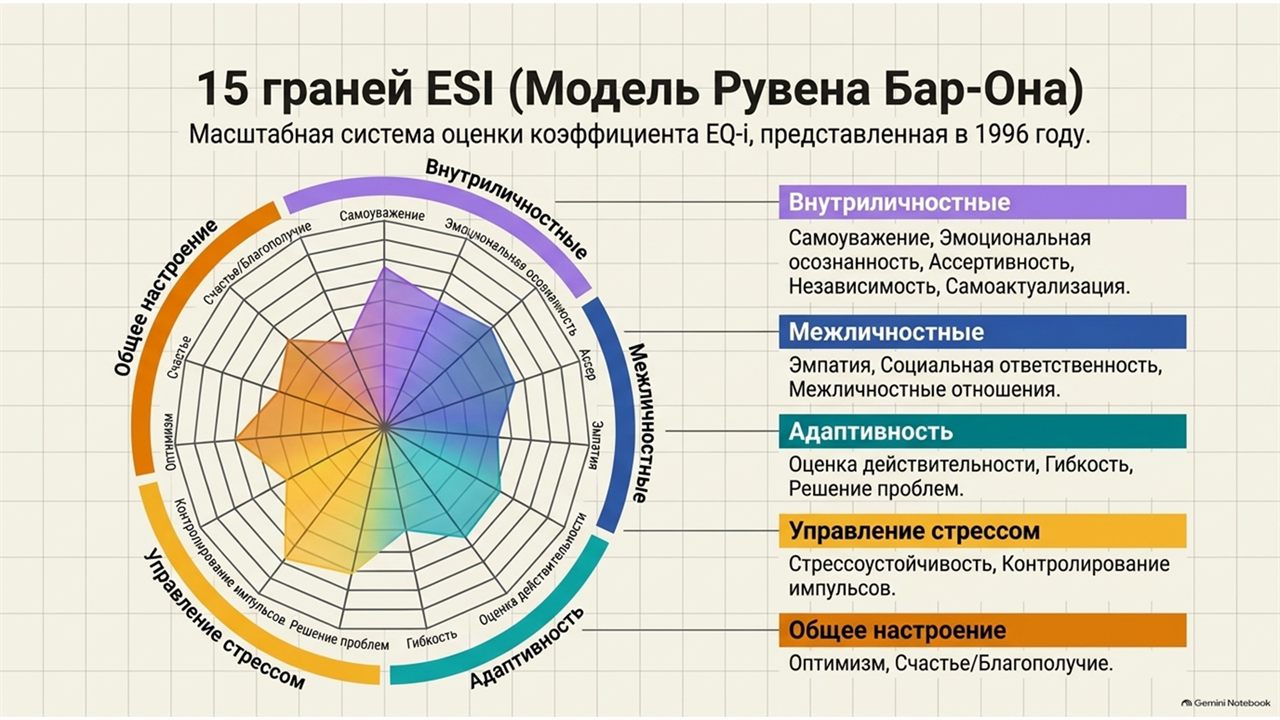 15 граней ESI (Модель Рувена Бар-Она)
Масштабная система оценки коэффициента EQ-i, представленная в 1996 году.
Внутриличностные
Межличностные
Адаптивность
Управление стрессом
Общее настроение
Самоуважение
Эмоциональная осознанность
Ассер
Эмпатия
Оценка действительности
Гибкость
Решение проблем
Контролирование импульсов
Оптимизм
Счастье
Счастье/Благополучие
Внутриличностные
Самоуважение, Эмоциональная
осознанность, Ассертивность,
Независимость, Самоактуализация.
Межличностные
Эмпатия, Социальная ответственность,
Межличностные отношения.
Адаптивность
Оценка действительности, Гибкость,
Решение проблем.
Управление стрессом
Стрессоустойчивость, Контролирование
импульсов.
Общее настроение
Оптимизм, Счастье/Благополучие.
Gemini Notebook